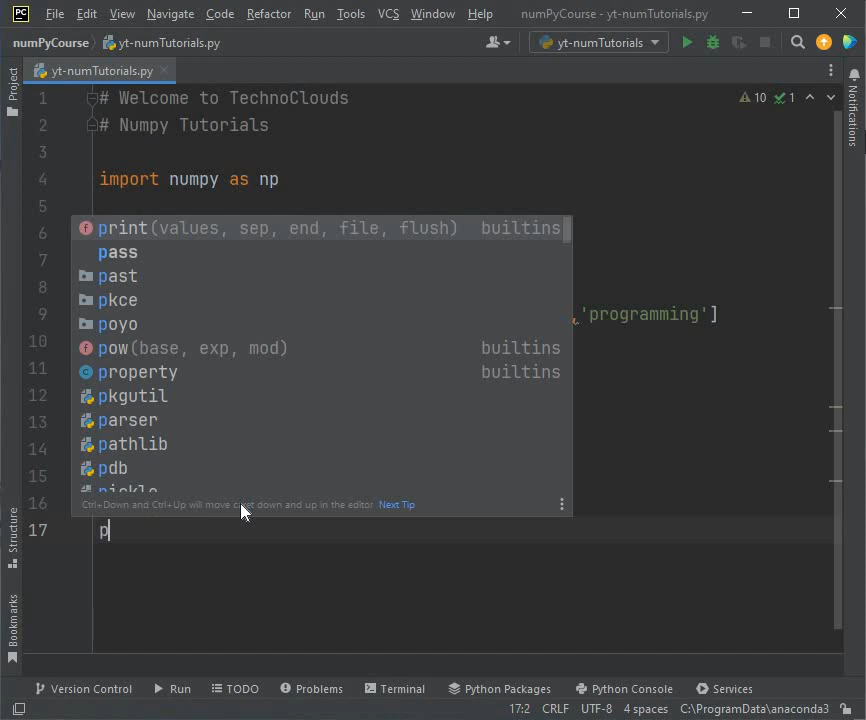 PC File Edit View Navigate Code Refactor Run Tools VCS Window Help numPyCourse - yt-numTutorials.py
numPyCourse yt-numTutorials.py yt-numTutorials
Project
yt-numTutorials.py
Notifications
1 # Welcome to TechnoClouds
10 1
2 # Numpy Tutorials
3
4 import numpy as np
5
6
7
8
9 ,'programming']
10
11
12
13
14
15
16
17 p
print(values, sep, end, file, flush) builtins
pass
past
pkce
poyo
pow(base, exp, mod) builtins
property builtins
pkgutil
parser
pathlib
pdb
pickle
Ctrl+Down and Ctrl+Up will move caret down and up in the editor Next Tip
Structure
Bookmarks
Version Control Run TODO Problems Terminal Python Packages Python Console Services
17:2 CRLF UTF-8 4 spaces C:\ProgramData\anaconda3